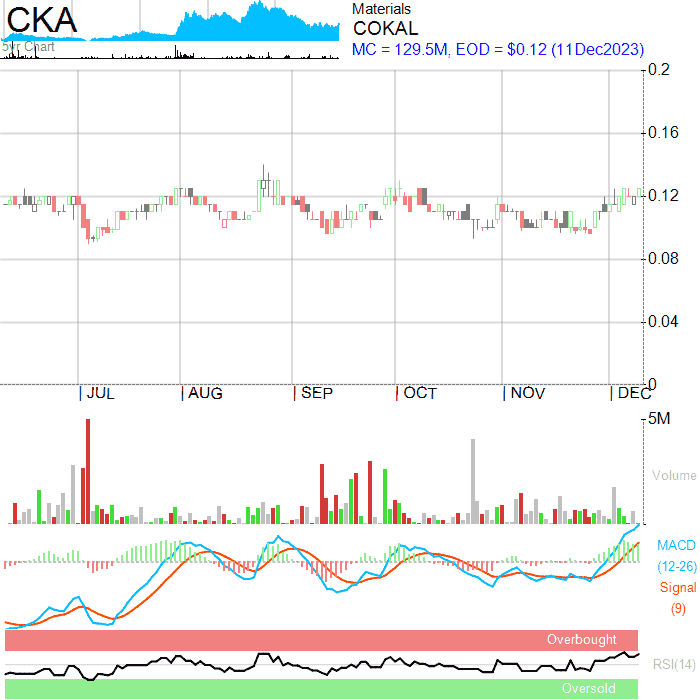 CKA
5yr Chart
Materials
COKAL
MC = 129.5M, EOD = $0.12 (11Dec2023)
0.2
0.16
0.12
0.08
0.04
0
JUL AUG SEP OCT NOV DEC
5M
Volume
MACD
(12-26)
Signal
(9)
Overbought
RSI(14)
Oversold